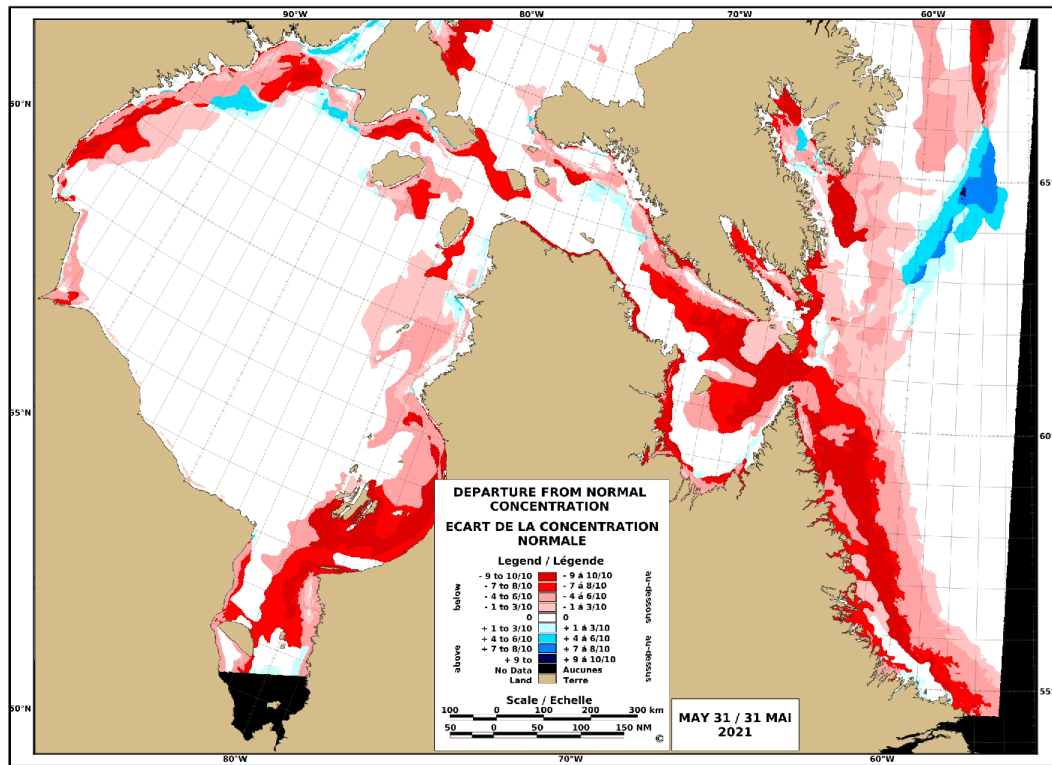 90°W
80°W
70°W
60°W
60°N
65°
55°N
60°
50°N
55°
80°W
70°W
60°W
DEPARTURE FROM NORMAL
CONCENTRATION
ECART DE LA CONCENTRATION
NORMALE
Legend / Légende
below
above
- 9 to 10/10 - 9 á 10/10
- 7 to 8/10 - 7 á 8/10
- 4 to 6/10 - 4 á 6/10
- 1 to 3/10 - 1 á 3/10
0 0
+ 1 to 3/10 + 1 á 3/10
+ 4 to 6/10 + 4 á 6/10
+ 7 to 8/10 + 7 á 8/10
+ 9 to + 9 á 10/10
No Data Aucunes
Land Terre
au-dessous
au-dessus
Scale / Echelle
100 0 100 200 300 km
50 0 50 100 150 NM
©
MAY 31 / 31 MAI
2021